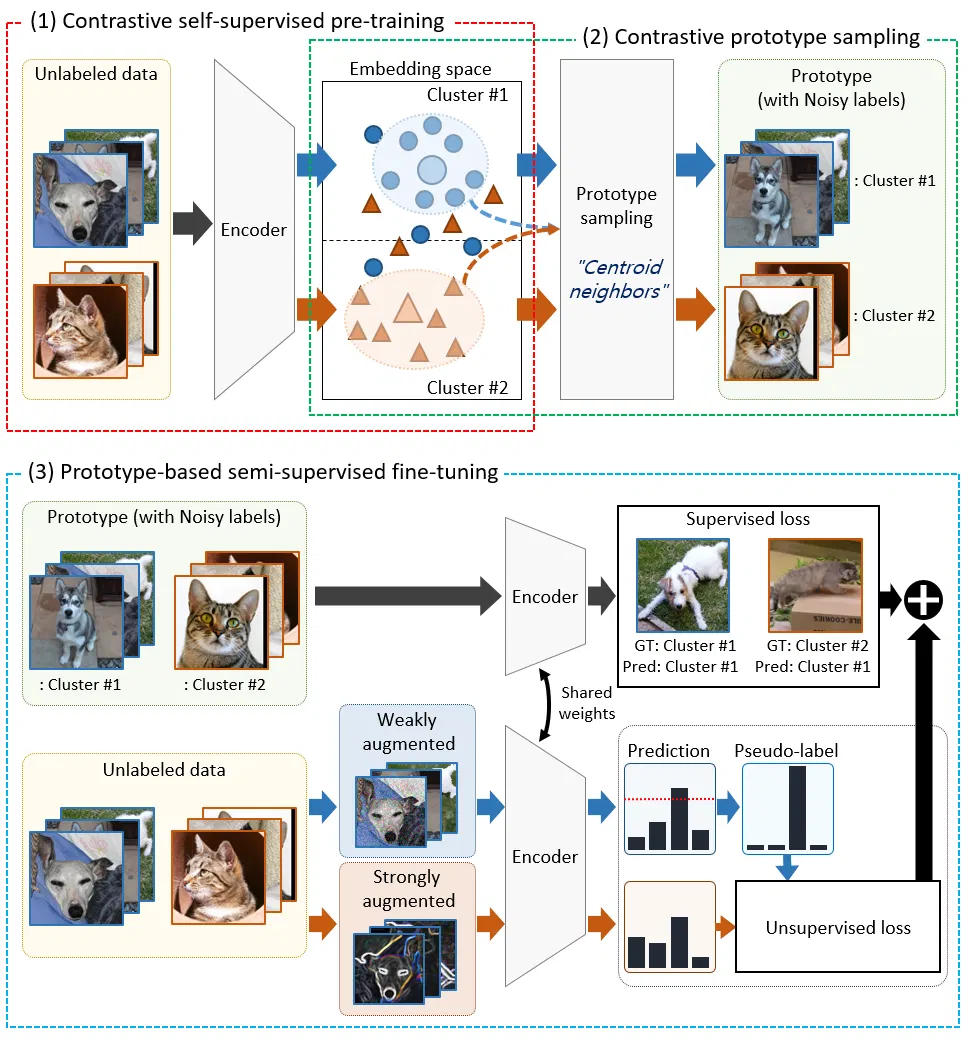 (1) Contrastive self-supervised pre-training
(2) Contrastive prototype sampling
Unlabeled data
Encoder
Embedding space
Cluster #1
Cluster #2
Prototype
sampling
"Centroid
neighbors"
Prototype
(with Noisy labels)
: Cluster #1
: Cluster #2
(3) Prototype-based semi-supervised fine-tuning
Prototype (with Noisy labels)
: Cluster #1
: Cluster #2
Encoder
Supervised loss
ULE-COOKIES
GT: Cluster #1
Pred: Cluster #1
GT: Cluster #2
Pred: Cluster #1
Shared
weights
Unlabeled data
Weakly
augmented
Strongly
augmented
Encoder
Prediction
Pseudo-label
Unsupervised loss